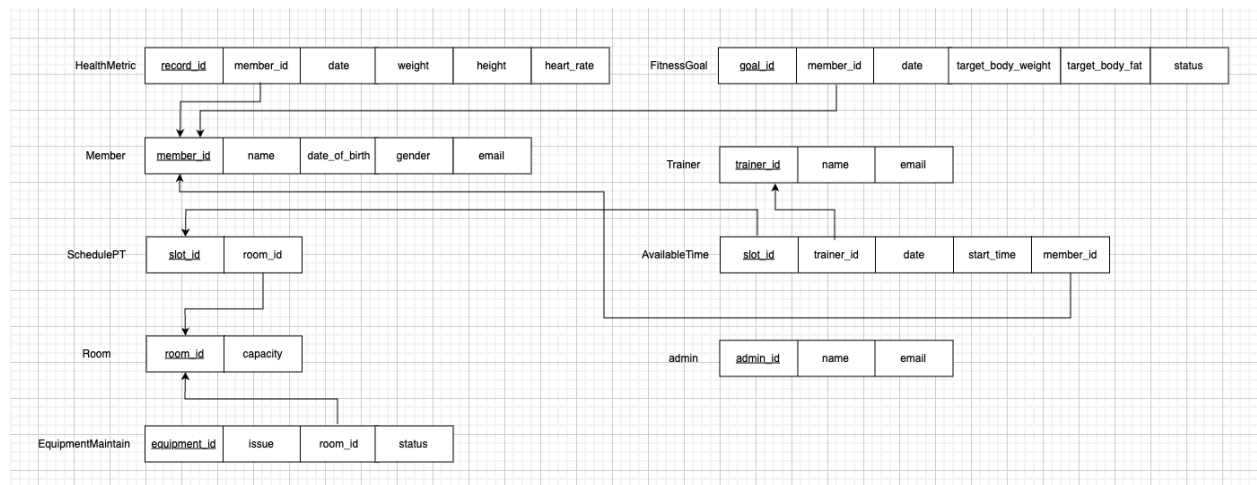 HealthMetric record_id member_id date weight height heart_rate
FitnessGoal goal_id member_id date target_body_weight target_body_fat status
Member member_id name date_of_birth gender email
Trainer trainer_id name email
SchedulePT slot_id room_id
AvailableTime slot_id trainer_id date start_time member_id
Room room_id capacity
admin admin_id name email
EquipmentMaintain equipment_id issue room_id status